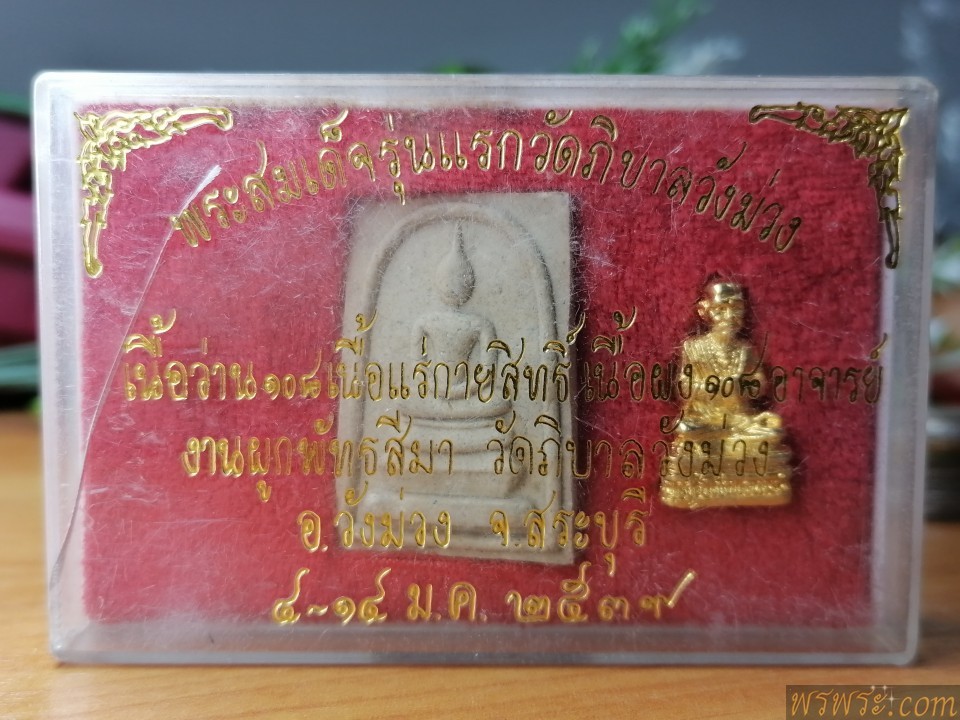 พระสมเด็จรุ่นแรกวัดภิบาลวังม่วง
เนื้อว่าน๑๐๘เนื้อแร่กายสิทธิ์เนื้อผง๑๐๘อาจารย์
งานผูกพัทธสีมา วัดภิบาลวังม่วง
อ.วังม่วง จ.สระบุรี
๔~๑๔ ม.ค. ๒๕๓๗
พรพระ.com